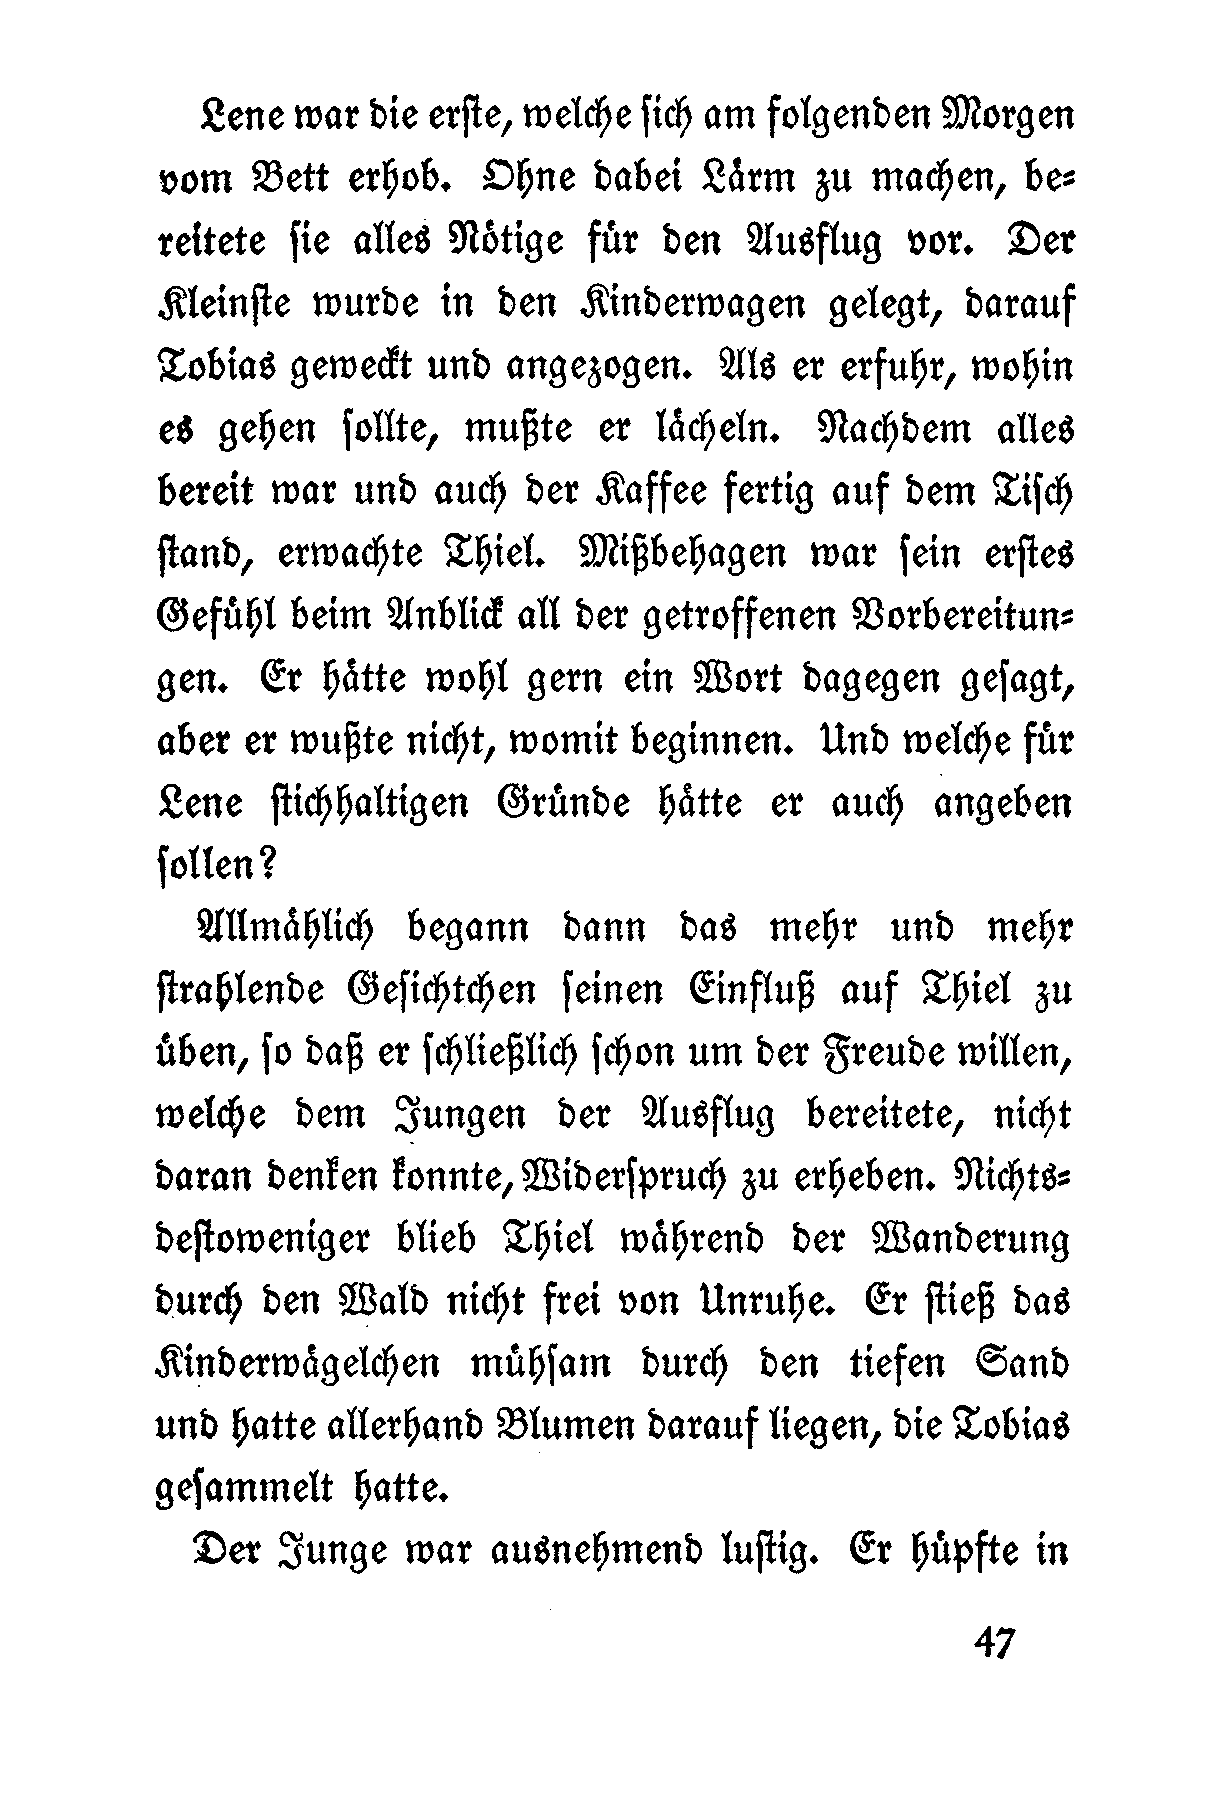 Lene war die erſte, welche ſich am folgenden Morgen
vom Bett erhob. Ohne dabei Lärm zu machen, be⸗
reitete ſie alles Nötige für den Ausflug vor. Der
Kleinſte wurde in den Kinderwagen gelegt, darauf
Tobias geweckt und angezogen. Als er erfuhr, wohin
es gehen ſollte, mußte er lächeln. Nachdem alles
bereit war und auch der Kaffee fertig auf dem Tiſch
ſtand, erwachte Thiel. Mißbehagen war ſein erſtes
Gefühl beim Anblick all der getroffenen Vorbereitun⸗
gen. Er hätte wohl gern ein Wort dagegen geſagt,
aber er wußte nicht, womit beginnen. Und welche für
Lene ſtichhaltigen Gründe hätte er auch angeben
ſollen?
Allmählich begann dann das mehr und mehr
ſtrahlende Geſichtchen ſeinen Einfluß auf Thiel zu
üben, ſo daß er ſchließlich ſchon um der Freude willen,
welche dem Jungen der Ausflug bereitete, nicht
daran denken konnte, Widerſpruch zu erheben. Nichts⸗
deſtoweniger blieb Thiel während der Wanderung
durch den Wald nicht frei von Unruhe. Er ſtieß das
Kinderwägelchen mühſam durch den tiefen Sand
und hatte allerhand Blumen darauf liegen, die Tobias
geſammelt hatte.
Der Junge war ausnehmend luſtig. Er hüpfte in
47